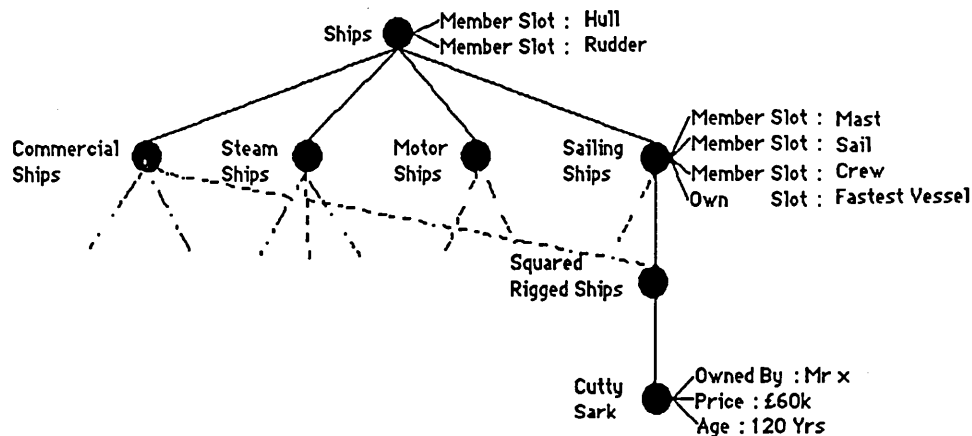 Ships
Member Slot : Hull
Member Slot : Rudder
Commercial
Ships
Steam
Ships
Motor
Ships
Sailing
Ships
Member Slot : Mast
Member Slot : Sail
Member Slot : Crew
Own Slot : Fastest Vessel
Squared
Rigged Ships
Cutty
Sark
Owned By : Mr x
Price : £60k
Age : 120 Yrs